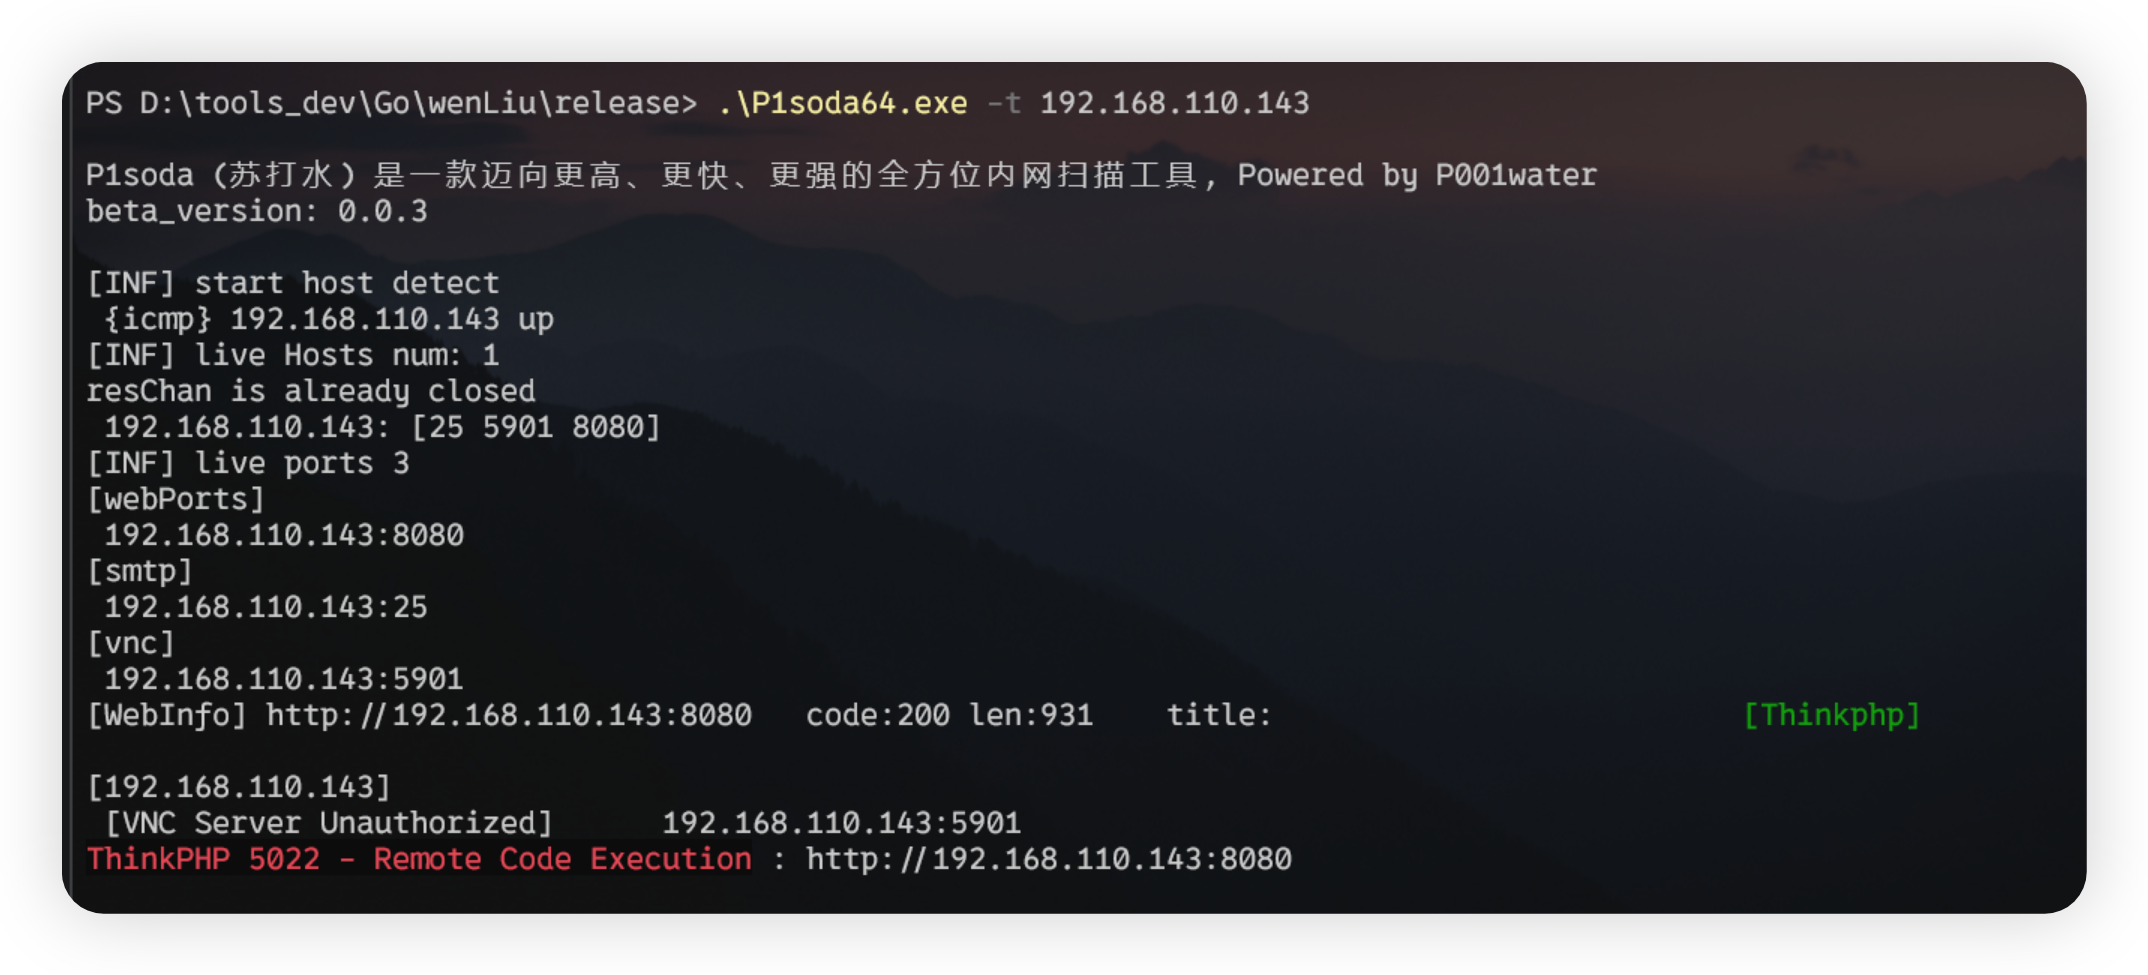 PS D:\tools_dev\Go\wenLiu\release> .\P1soda64.exe -t 192.168.110.143
P1soda (苏打水) 是一款迈向更高、更快、更强的全方位内网扫描工具, Powered by P001water
beta_version: 0.0.3
[INF] start host detect
{icmp} 192.168.110.143 up
[INF] live Hosts num: 1
resChan is already closed
192.168.110.143: [25 5901 8080]
[INF] live ports 3
[webPorts]
192.168.110.143:8080
[smtp]
192.168.110.143:25
[vnc]
192.168.110.143:5901
[WebInfo] http://192.168.110.143:8080 code:200 len:931 title: [Thinkphp]
[192.168.110.143]
[VNC Server Unauthorized] 192.168.110.143:5901
ThinkPHP 5022 - Remote Code Execution : http://192.168.110.143:8080